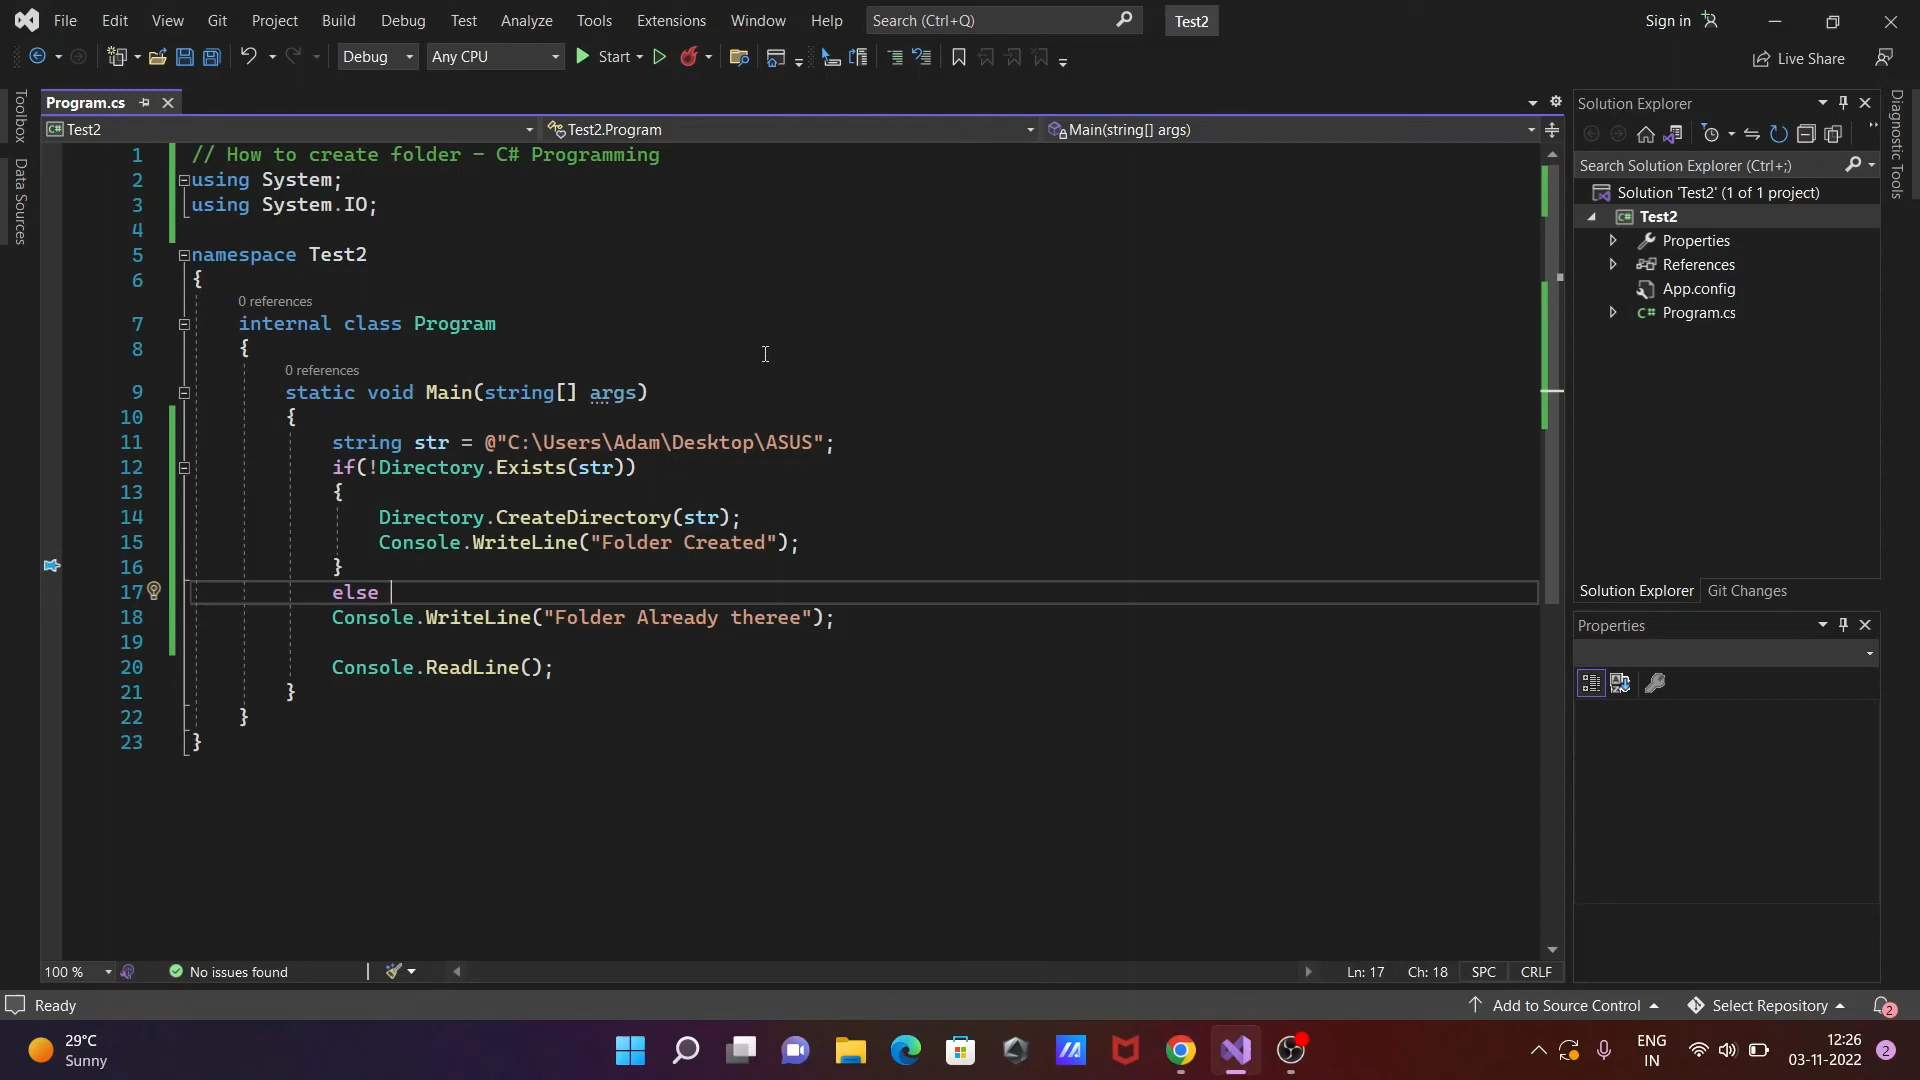 File Edit View Git Project Build Debug Test Analyze Tools Extensions Window Help Search (Ctrl+Q) Test2 Sign in
Debug Any CPU Start Live Share
Toolbox
Data Sources
Program.cs
Test2 Test2.Program Main(string[] args)
1 // How to create folder - C# Programming
2 using System;
3 using System.IO;
4
5 namespace Test2
6 {
0 references
7 internal class Program
8 {
0 references
9 static void Main(string[] args)
10 {
11 string str = @"C:\Users\Adam\Desktop\ASUS";
12 if(!Directory.Exists(str))
13 {
14 Directory.CreateDirectory(str);
15 Console.WriteLine("Folder Created");
16 }
17 else
18 Console.WriteLine("Folder Already theree");
19
20 Console.ReadLine();
21 }
22 }
23 }
100 % No issues found Ln: 17 Ch: 18 SPC CRLF
Solution Explorer
Search Solution Explorer (Ctrl+;)
Solution 'Test2' (1 of 1 project)
C# Test2
Properties
References
App.config
C# Program.cs
Solution Explorer Git Changes
Properties
Diagnostic Tools
Ready Add to Source Control Select Repository 2
29°C
Sunny
ENG
IN
12:26
03-11-2022
2